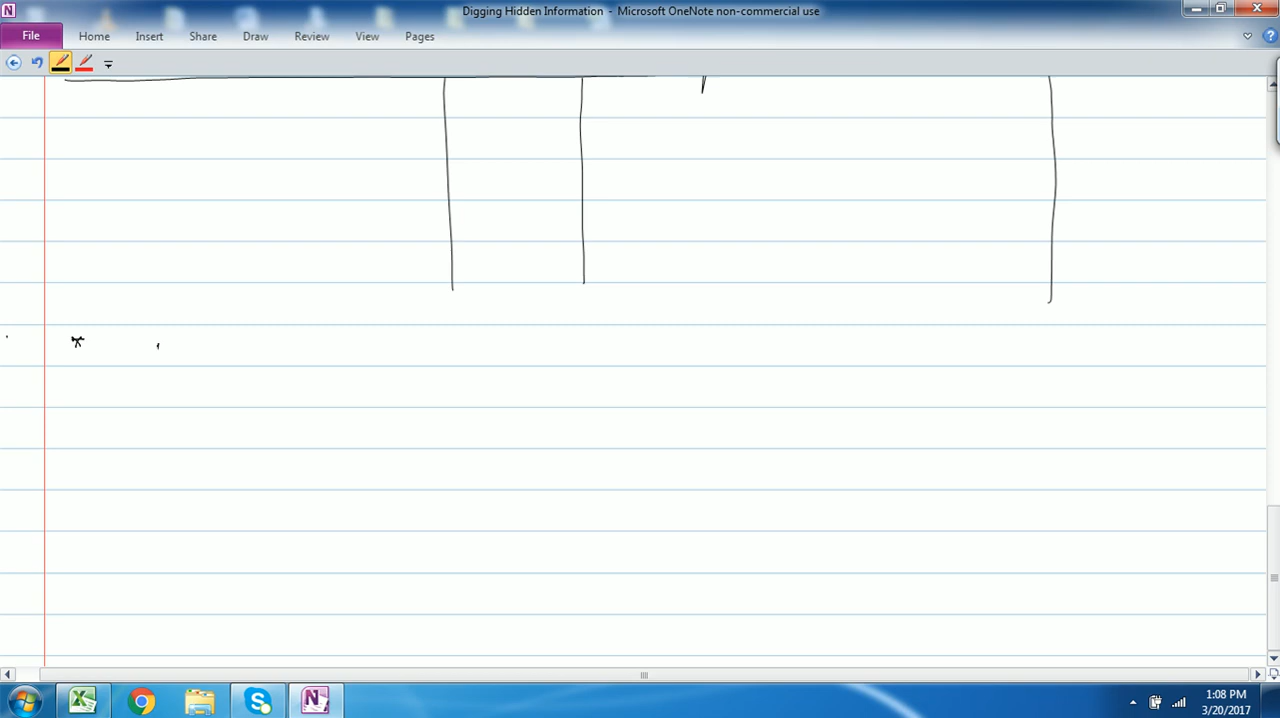 Digging Hidden Information - Microsoft OneNote non-commercial use
File Home Insert Share Draw Review View Pages
1:08 PM
3/20/2017